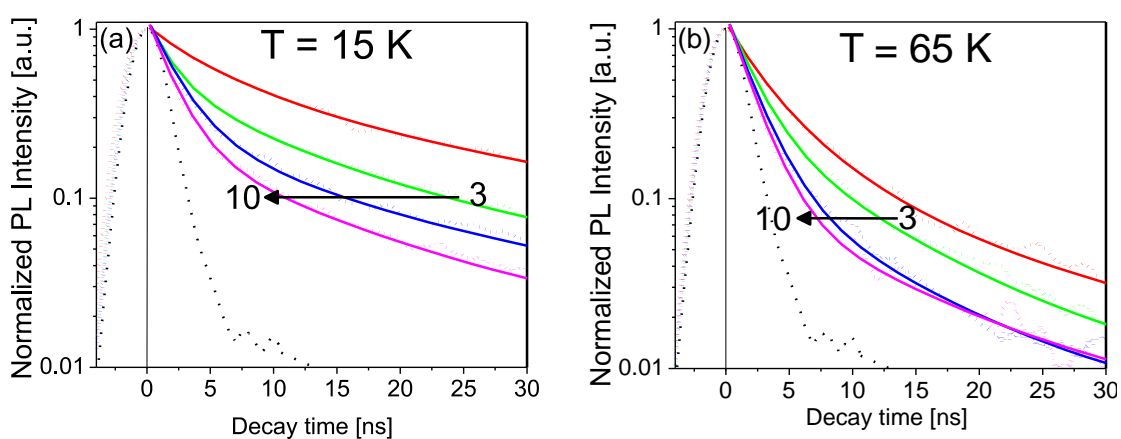 (a)
T = 15 K
Normalized PL Intensity [a.u.]
1
0.1
0.01
10
3
0 5 10 15 20 25 30
Decay time [ns]
(b)
T = 65 K
Normalized PL Intensity [a.u.]
1
0.1
0.01
10
3
0 5 10 15 20 25 30
Decay time [ns]